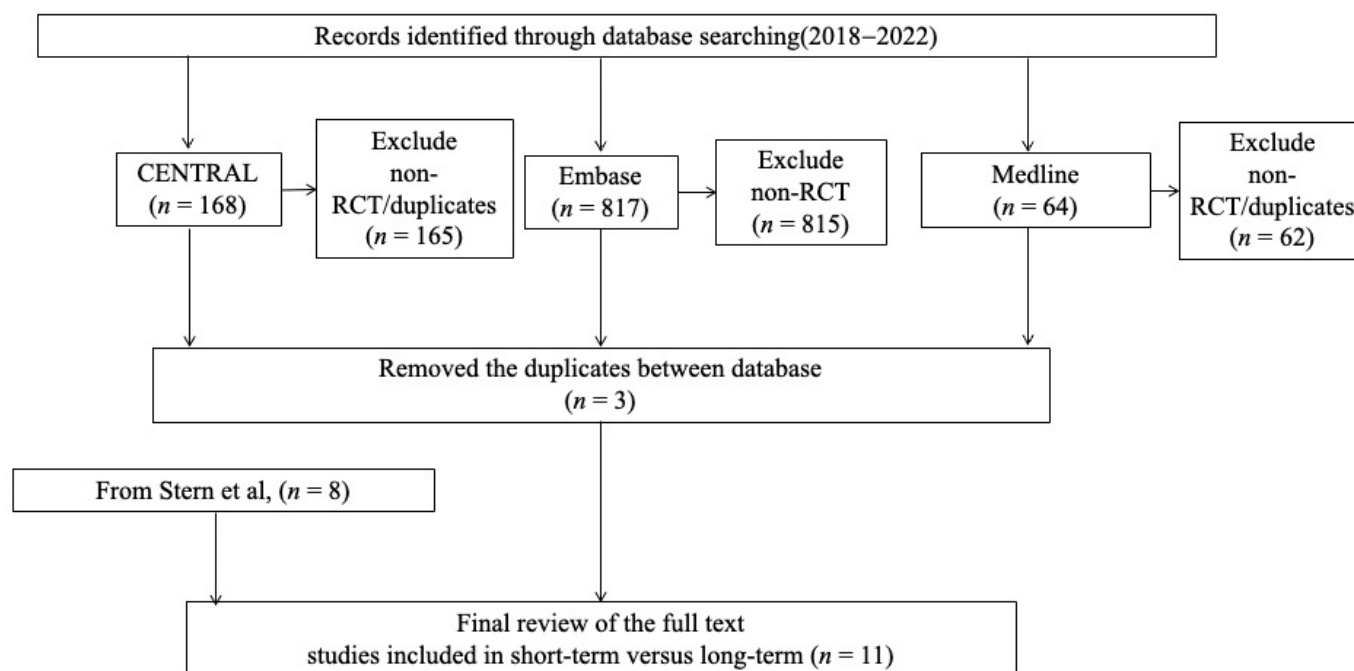 Records identified through database searching(2018–2022)
CENTRAL
(n = 168)
Exclude
non-
RCT/duplicates
(n = 165)
Embase
(n = 817)
Exclude
non-RCT
(n = 815)
Medline
(n = 64)
Exclude
non-
RCT/duplicates
(n = 62)
Removed the duplicates between database
(n = 3)
From Stern et al, (n = 8)
Final review of the full text
studies included in short-term versus long-term (n = 11)